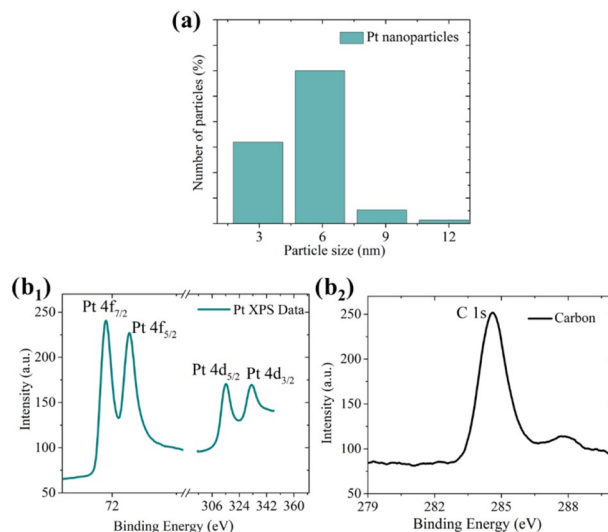 (a)
Pt nanoparticles
Number of particles (%)
3 6 9 12
Particle size (nm)
(b1)
Pt 4f7/2
Pt 4f5/2
Pt XPS Data
Pt 4d5/2 Pt 4d3/2
Intensity (a.u.)
250
200
150
100
50
72 306 324 342 360
Binding Energy (eV)
(b2)
C 1s
Carbon
Intensity (a.u.)
250
200
150
100
50
279 282 285 288
Binding Energy (eV)